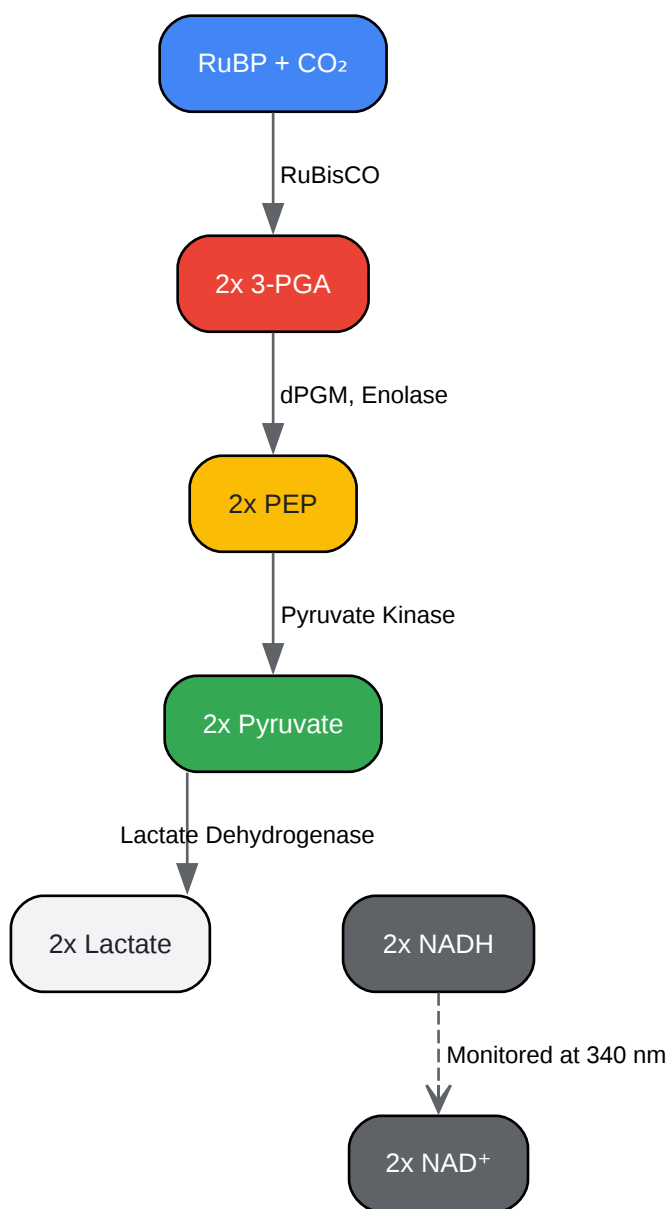 RuBP + CO₂
RuBisCO
2x 3-PGA
dPGM, Enolase
2x PEP
Pyruvate Kinase
2x Pyruvate
Lactate Dehydrogenase
2x Lactate
2x NADH
Monitored at 340 nm
2x NAD⁺